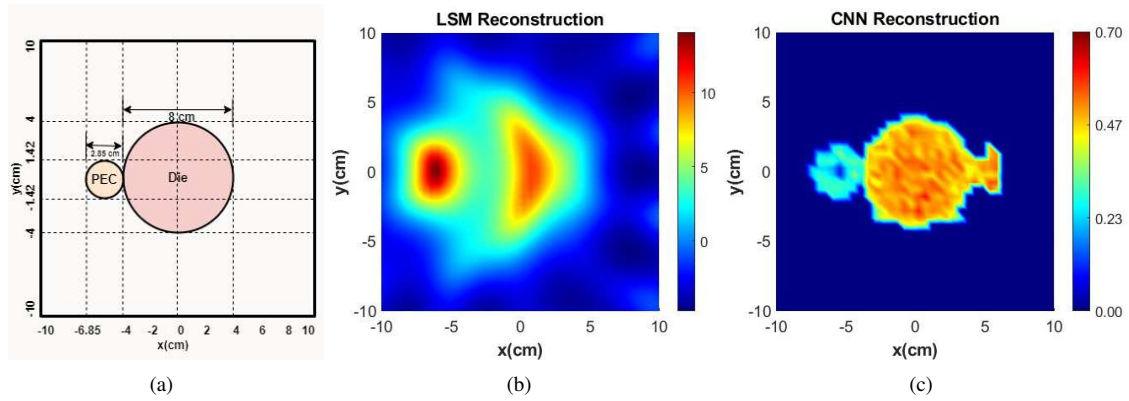 10
4
1.42
-1.42
-4
-10
y(cm)
8 cm
2.85 cm
PEC
Die
-10 -6.85 -4 -2 0 2 4 8 10
x(cm)
(a)
LSM Reconstruction
10
5
0
-5
-10
y(cm)
-10 -5 0 5 10
x(cm)
10
5
0
(b)
CNN Reconstruction
10
5
0
-5
-10
y(cm)
-10 -5 0 5 10
x(cm)
0.70
0.47
0.23
0.00
(c)